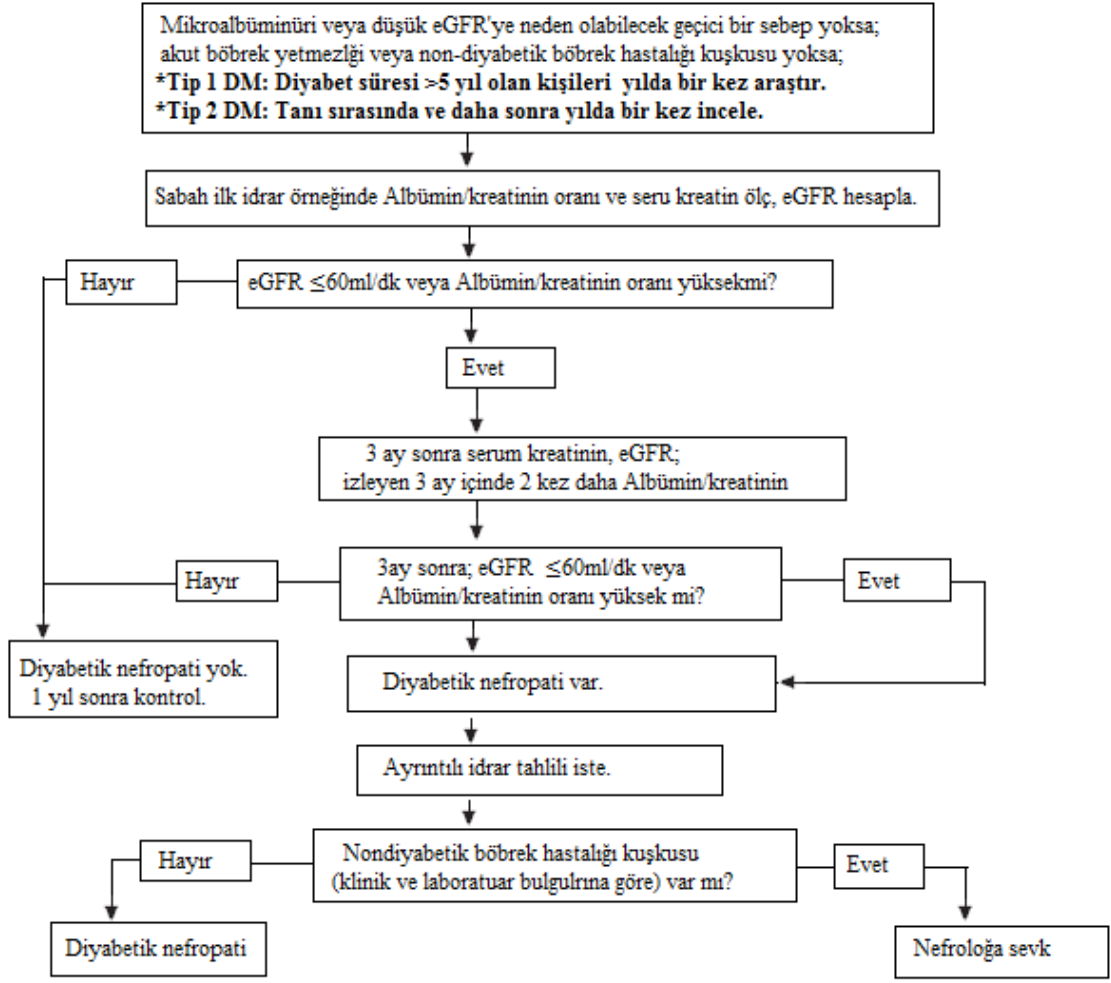 Mikroalbüminüri veya düşük eGFR'ye neden olabilecek geçici bir sebep yoksa;
akut böbrek yetmezlği veya non-diyabetik böbrek hastalığı kuşkusu yoksa;
*Tip 1 DM: Diyabet süresi >5 yıl olan kişileri yılda bir kez araştır.
*Tip 2 DM: Tanı sırasında ve daha sonra yılda bir kez incele.
Sabah ilk idrar örneğinde Albümin/kreatinin oranı ve seru kreatin ölç, eGFR hesapla.
Hayır
eGFR ≤60ml/dk veya Albümin/kreatinin oranı yüksekmi?
Evet
3 ay sonra serum kreatinin, eGFR;
izleyen 3 ay içinde 2 kez daha Albümin/kreatinin
Hayır
3ay sonra; eGFR ≤60ml/dk veya
Albümin/kreatinin oranı yüksek mi?
Evet
Diyabetik nefropati yok.
1 yıl sonra kontrol.
Diyabetik nefropati var.
Ayrıntılı idrar tahlili iste.
Hayır
Nondiyabetik böbrek hastalığı kuşkusu
(klinik ve laboratuar bulgulrına göre) var mı?
Evet
Diyabetik nefropati
Nefroloğa sevk